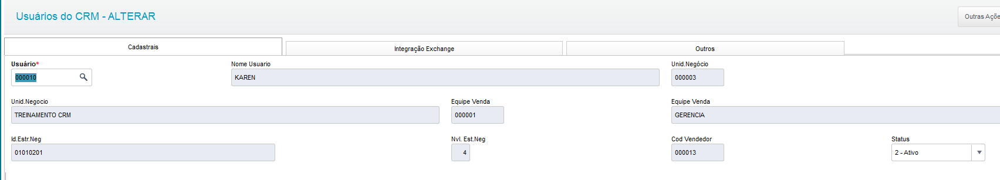 Usuários do CRM - ALTERAR
Outras Açõe
Cadastrais
Integração Exchange
Outros
Usuário*
Nome Usuario
Unid.Negócio
000010
KAREN
000003
Unid.Negocio
Equipe Venda
Equipe Venda
TREINAMENTO CRM
000001
GERENCIA
Id.Estr.Neg
Nvl. Est.Neg
Cod Vendedor
Status
01010201
4
000013
2 - Ativo